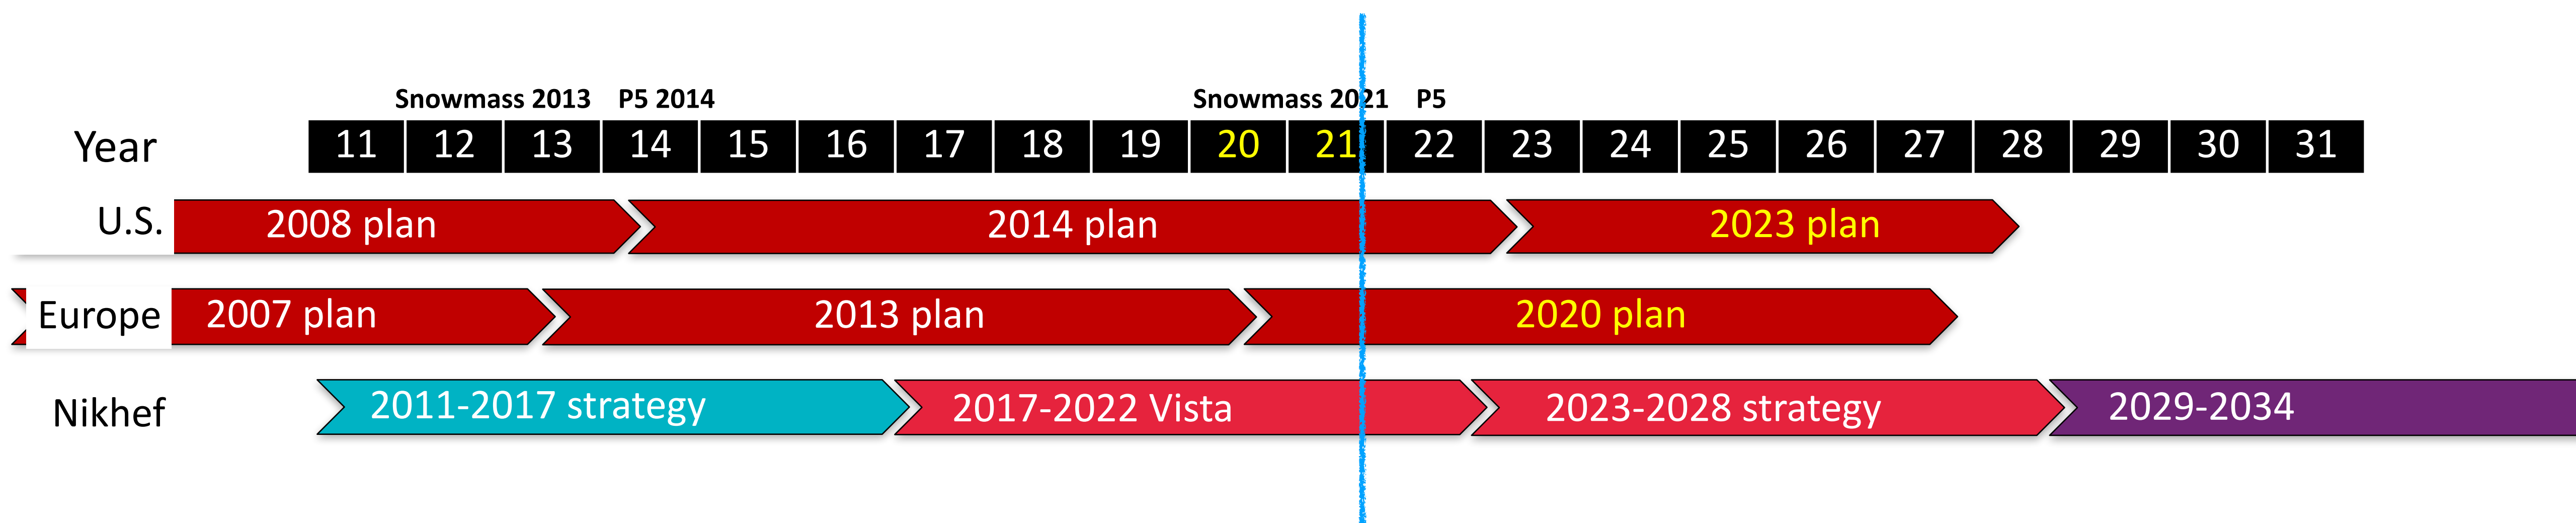 Snowmass 2013 P5 2014 Snowmass 2021 P5
Year 11 12 13 14 15 16 17 18 19 20 21 22 23 24 25 26 27 28 29 30 31
U.S. 2008 plan 2014 plan 2023 plan
Europe 2007 plan 2013 plan 2020 plan
Nikhef 2011-2017 strategy 2017-2022 Vista 2023-2028 strategy 2029-2034